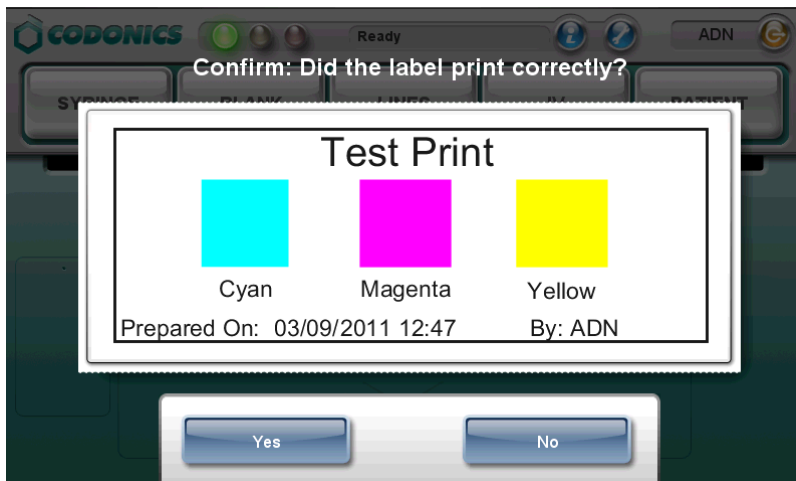 CODONICS
Ready
ADN
Confirm: Did the label print correctly?
Test Print
Cyan Magenta Yellow
Prepared On: 03/09/2011 12:47 By: ADN
Yes No